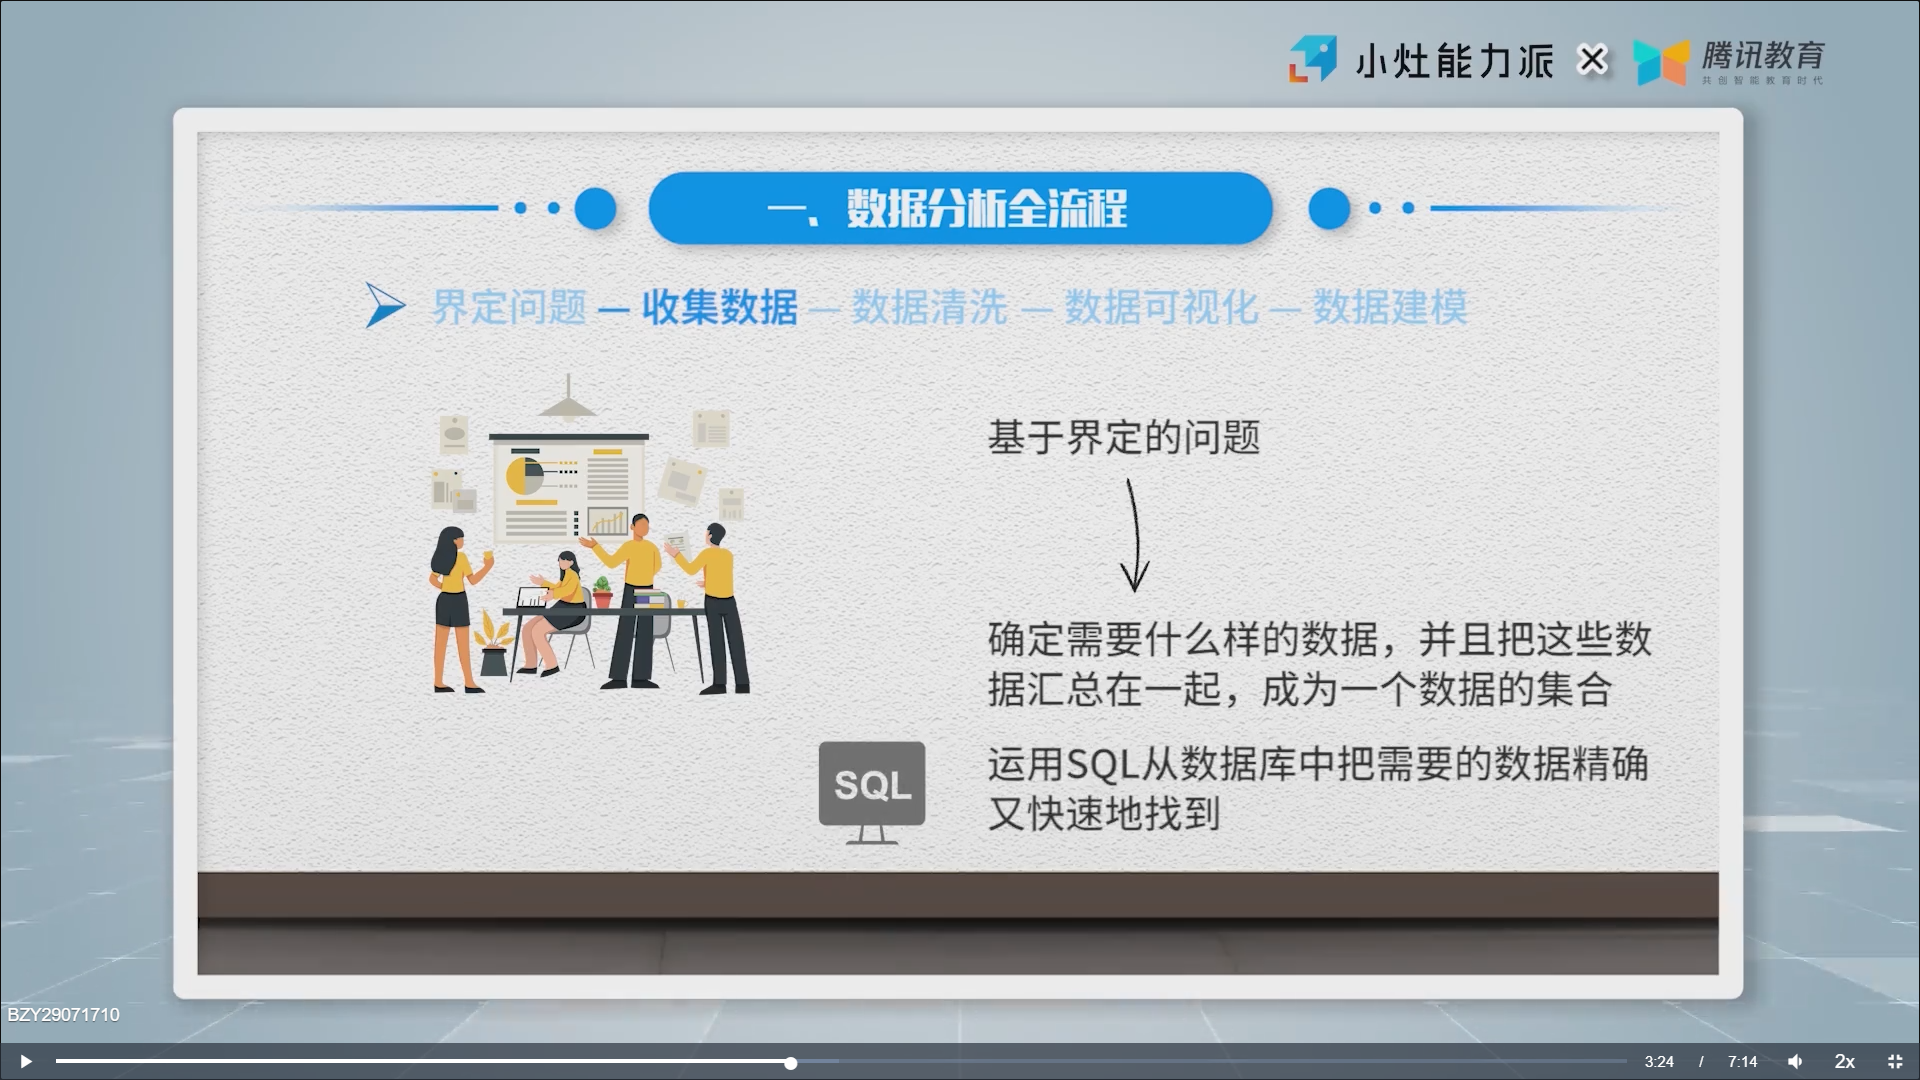 小灶能力派 × 腾讯教育
共创智能教育时代
一、数据分析全流程
界定问题 — 收集数据 — 数据清洗 — 数据可视化 — 数据建模
基于界定的问题
确定需要什么样的数据，并且把这些数
据汇总在一起，成为一个数据的集合
SQL
运用SQL从数据库中把需要的数据精确
又快速地找到
BZY29071710
3:24 / 7:14 2x